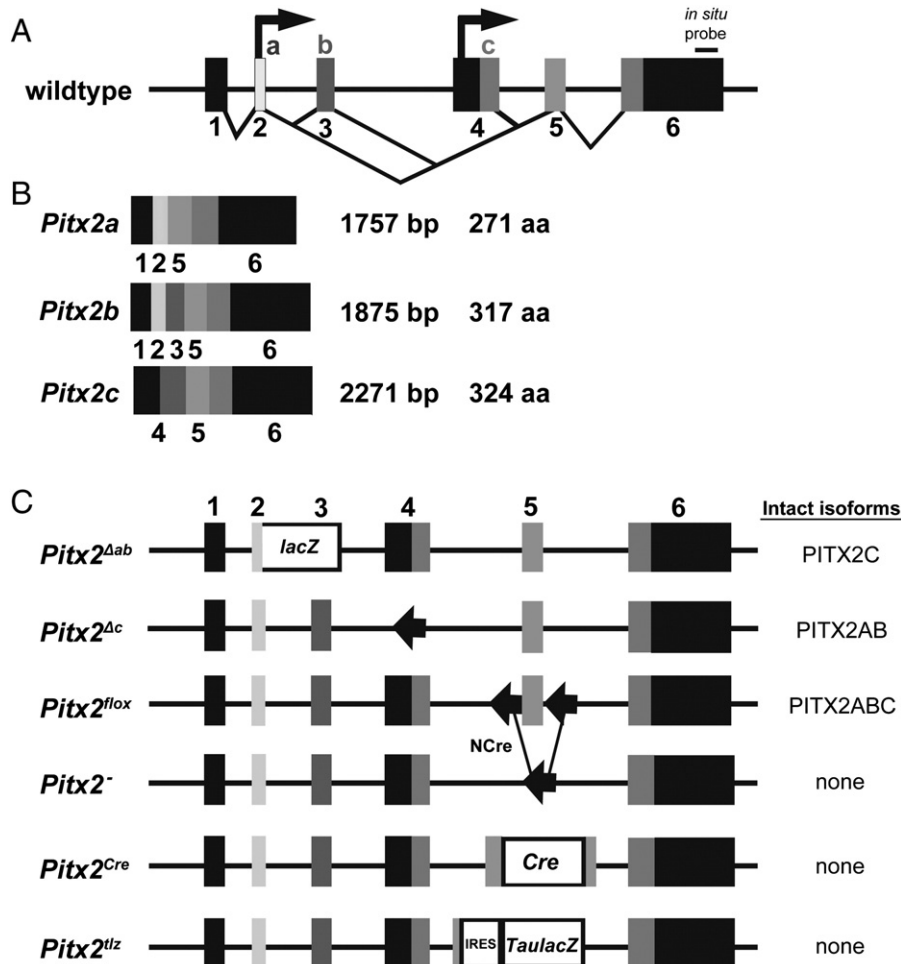 A
in situ
probe
a b c
wildtype
1 2 3 4 5 6
B
Pitx2a 1757 bp 271 aa
1 2 5 6
Pitx2b 1875 bp 317 aa
1 2 3 5 6
Pitx2c 2271 bp 324 aa
4 5 6
C
1 2 3 4 5 6 Intact isoforms
Pitx2Δab lacZ PITX2C
Pitx2Δc PITX2AB
Pitx2flox PITX2ABC
NCre
Pitx2- none
Pitx2Cre Cre none
Pitx2tlz IRES TaulacZ none